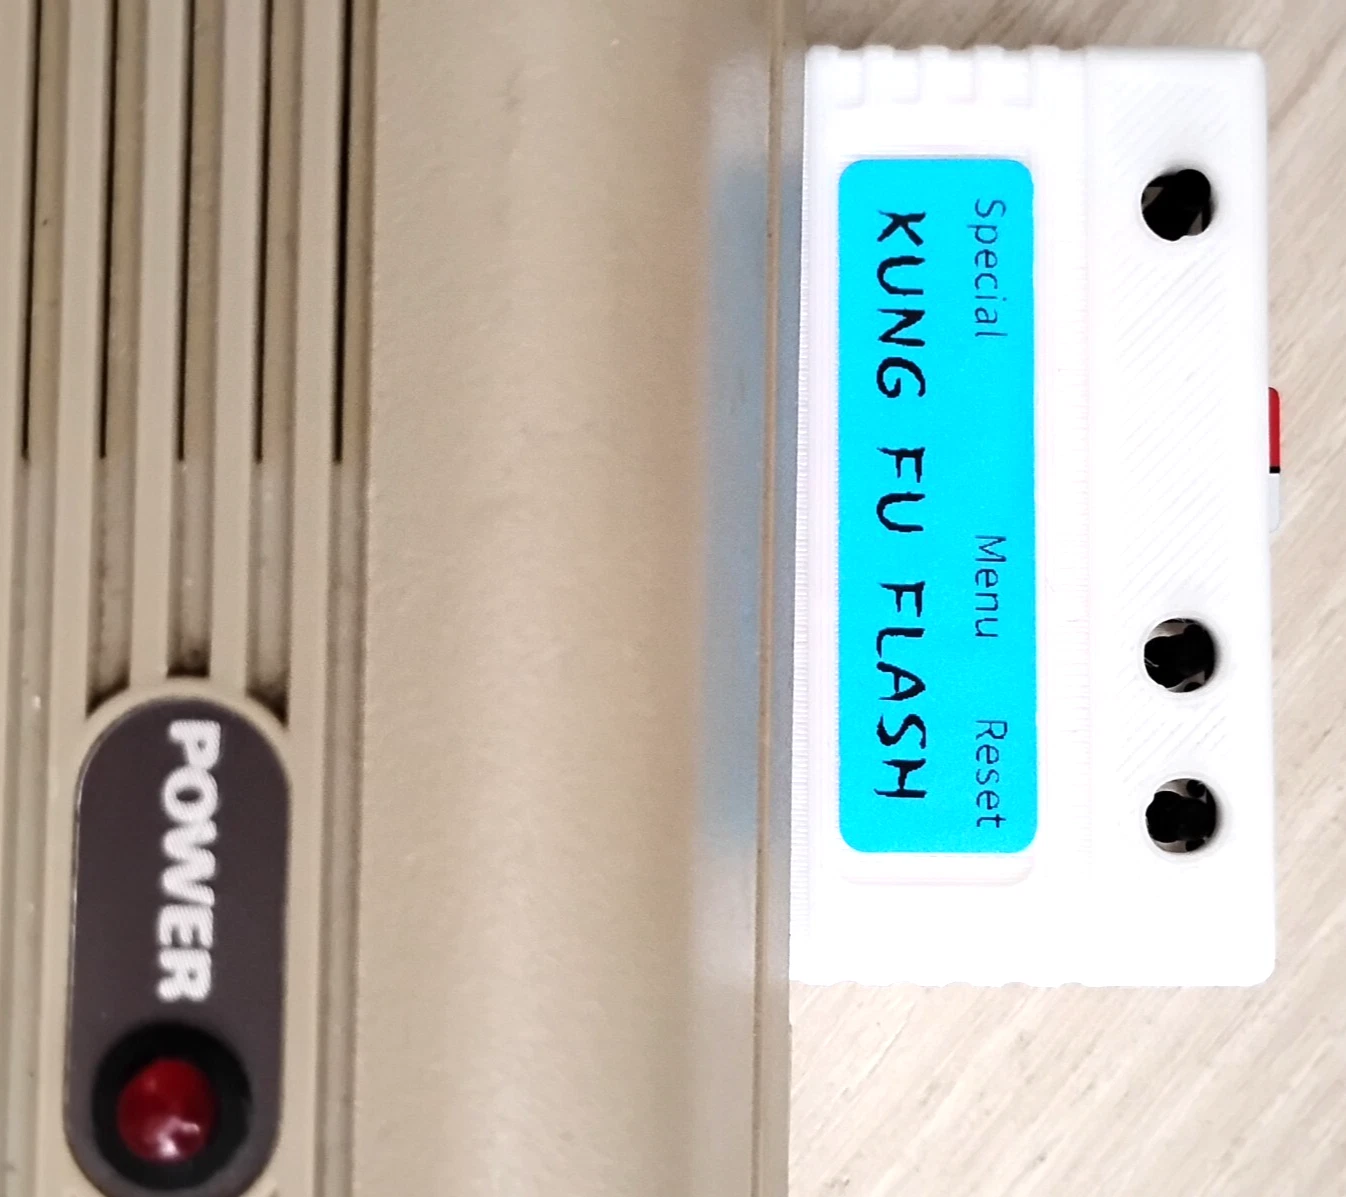 Special Menu Reset
KUNG FU FLASH
POWER